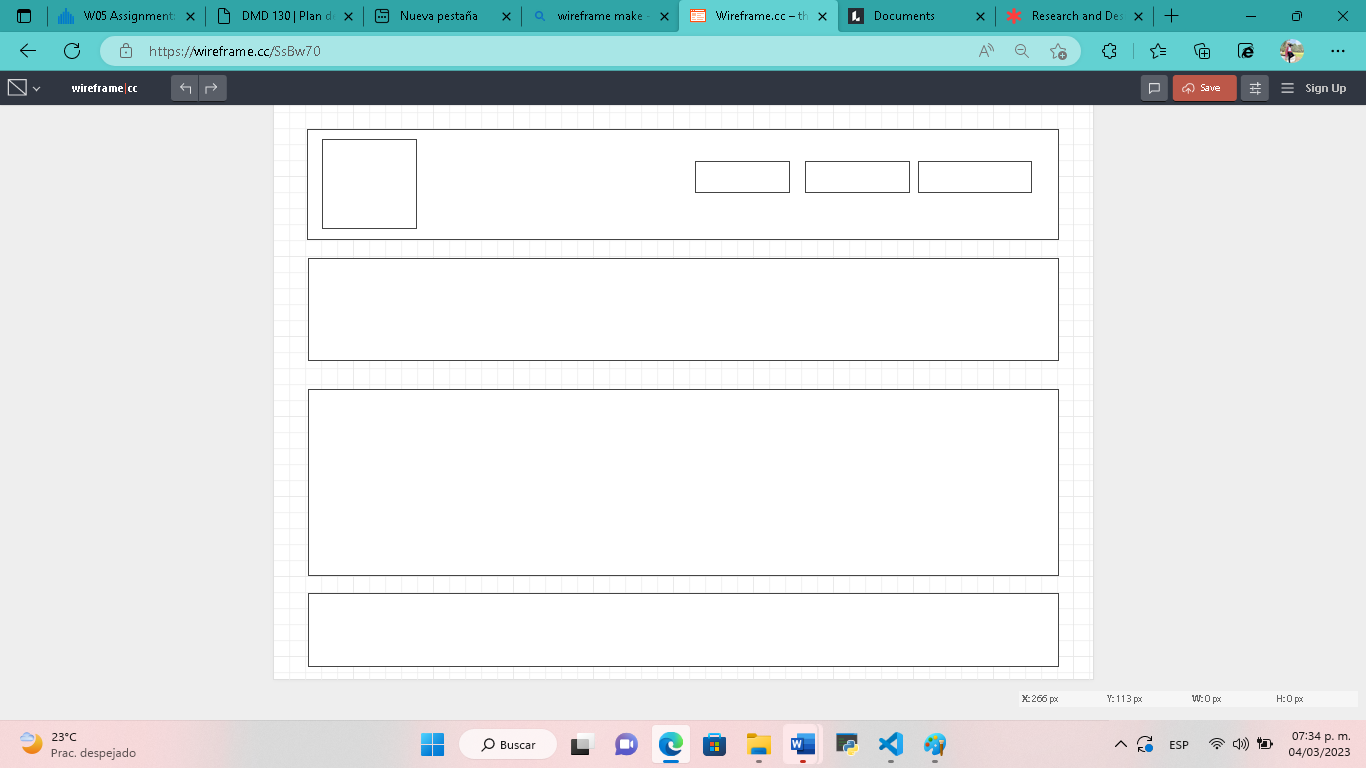 W05 Assignment:
DMD 130 | Plan de
Nueva pestaña
wireframe make -
Wireframe.cc – th
Documents
Research and Des
https://wireframe.cc/SsBw70
wireframe|cc
Save
Sign Up
X: 266 px Y: 113 px W: 0 px H: 0 px
23°C
Prac. despejado
Buscar
ESP
07:34 p. m.
04/03/2023